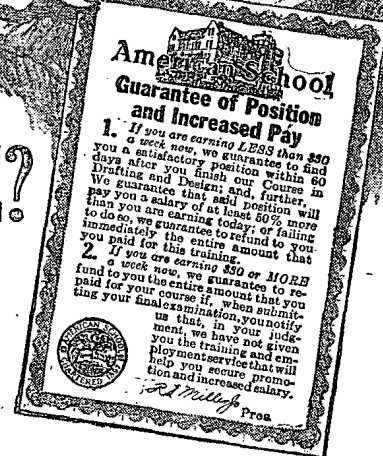 American School
Guarantee of Position
and Increased Pay
1. If you are earning LESS than $30
a week now, we guarantee to find
you a satisfactory position within 60
days after you finish our Course in
Drafting and Design; and, further,
We guarantee that said position will
pay you a salary of at least 50% more
than you are earning today; or failing
to do so, we guarantee to refund to you
immediately the entire amount that
you paid for this training.
2. If you are earning $30 or MORE
a week now, we guarantee to re-
fund to you the entire amount that you
paid for your course if, when submit-
ting your final examination, you notify
us that, in your judg-
ment, we have not given
you the training and em-
ployment service that will
help you secure promo-
tion and increased salary.
AMERICAN SCHOOL
CHARTERED 1897
Pres
?